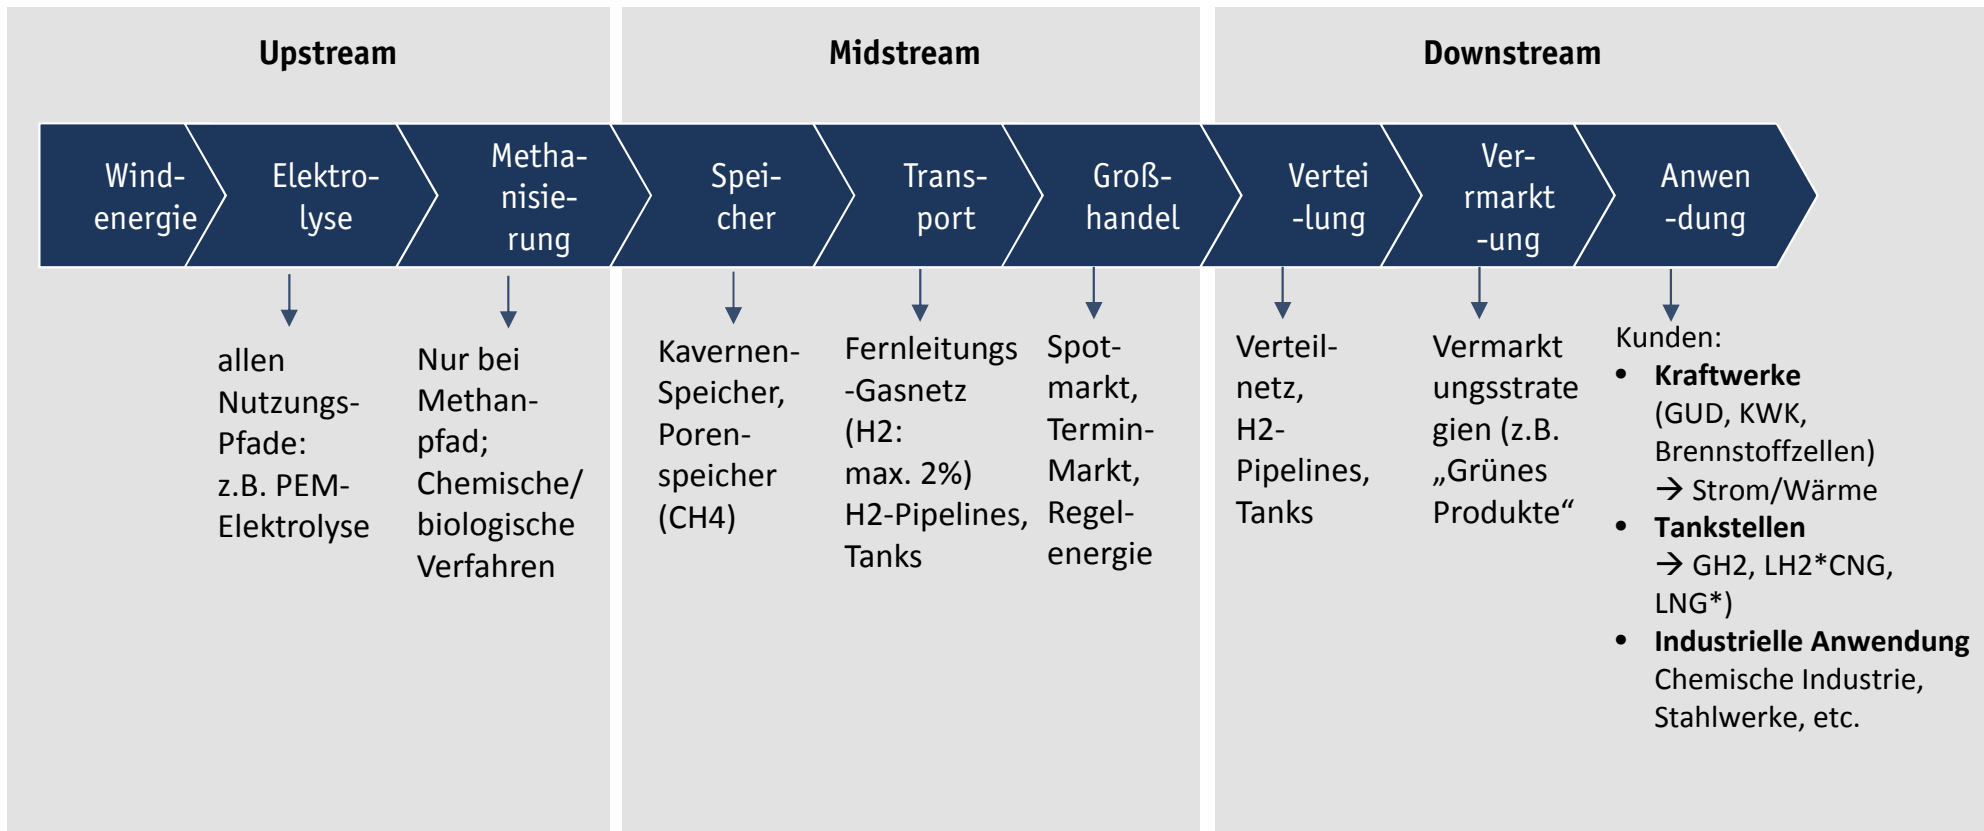 Upstream
Midstream
Downstream
Wind-
energie
Elektro-
lyse
Metha-
nisie-
rung
Spei-
cher
Trans-
port
Groß-
handel
Vertei
-lung
Ver-
rmarkt
-ung
Anwen
-dung
allen
Nutzungs-
Pfade:
z.B. PEM-
Elektrolyse
Nur bei
Methan-
pfad;
Chemische/
biologische
Verfahren
Kavernen-
Speicher,
Poren-
speicher
(CH4)
Fernleitungs
-Gasnetz
(H2:
max. 2%)
H2-Pipelines,
Tanks
Spot-
markt,
Termin-
Markt,
Regel-
energie
Verteil-
netz,
H2-
Pipelines,
Tanks
Vermarkt
ungsstrate
gien (z.B.
„Grünes
Produkte“
Kunden:
• Kraftwerke
(GUD, KWK,
Brennstoffzellen)
→ Strom/Wärme
• Tankstellen
→ GH2, LH2*CNG,
LNG*)
• Industrielle Anwendung
Chemische Industrie,
Stahlwerke, etc.